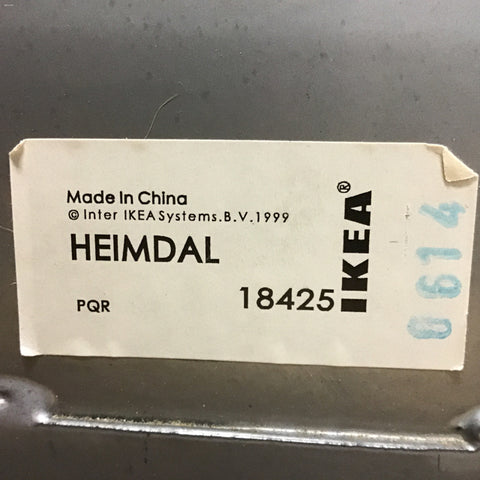 Made in China
© Inter IKEA Systems.B.V.1999
HEIMDAL
PQR
18425
IKEA®
0614